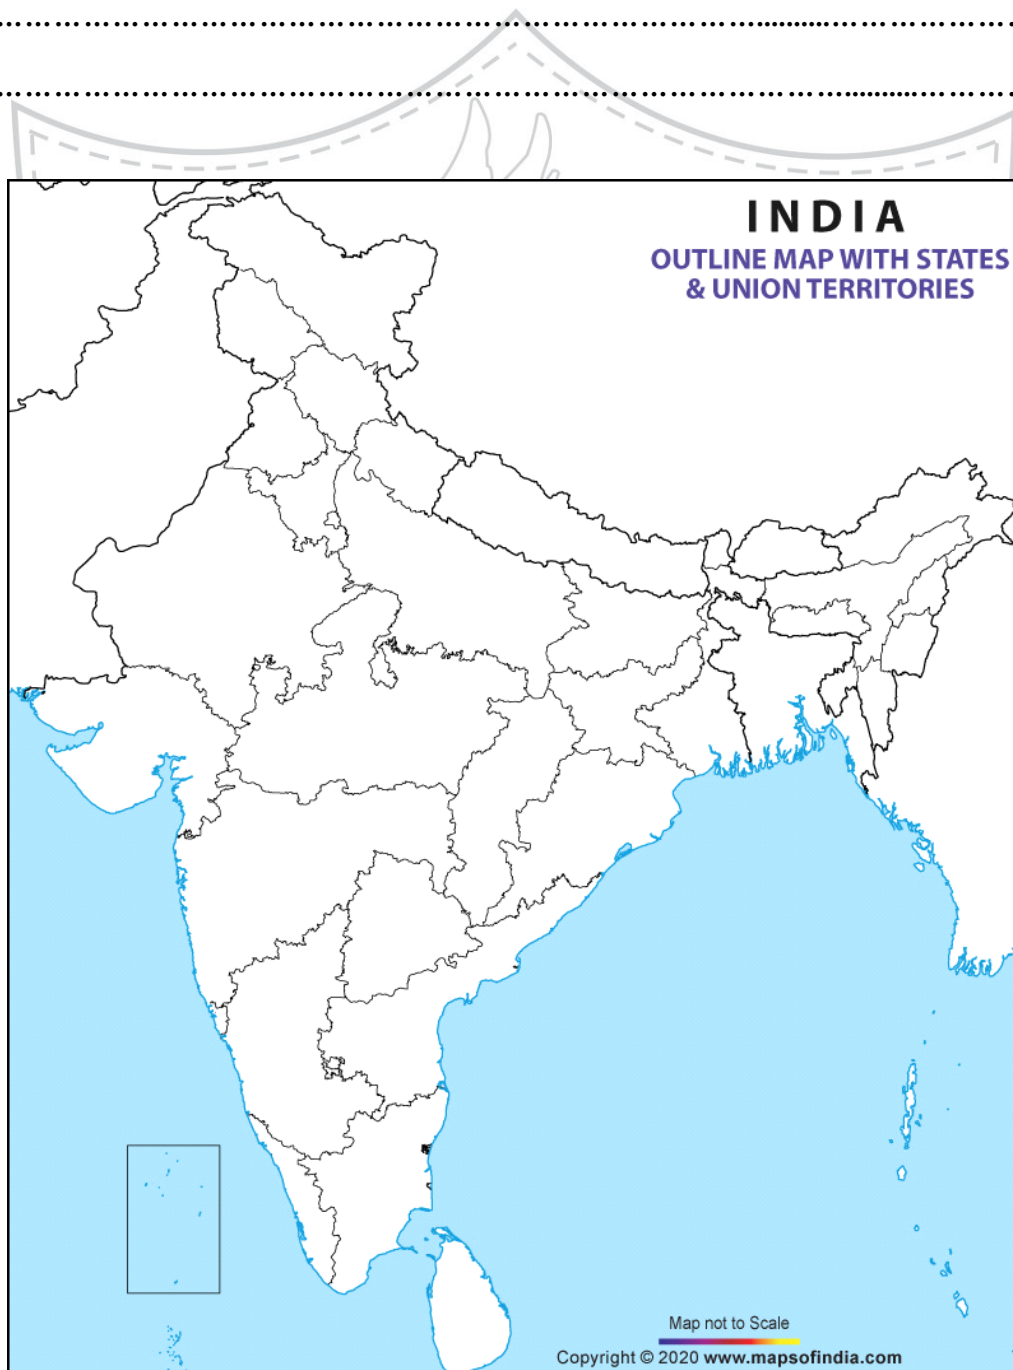 INDIA
OUTLINE MAP WITH STATES
& UNION TERRITORIES
Map not to Scale
Copyright © 2020 www.mapsofindia.com